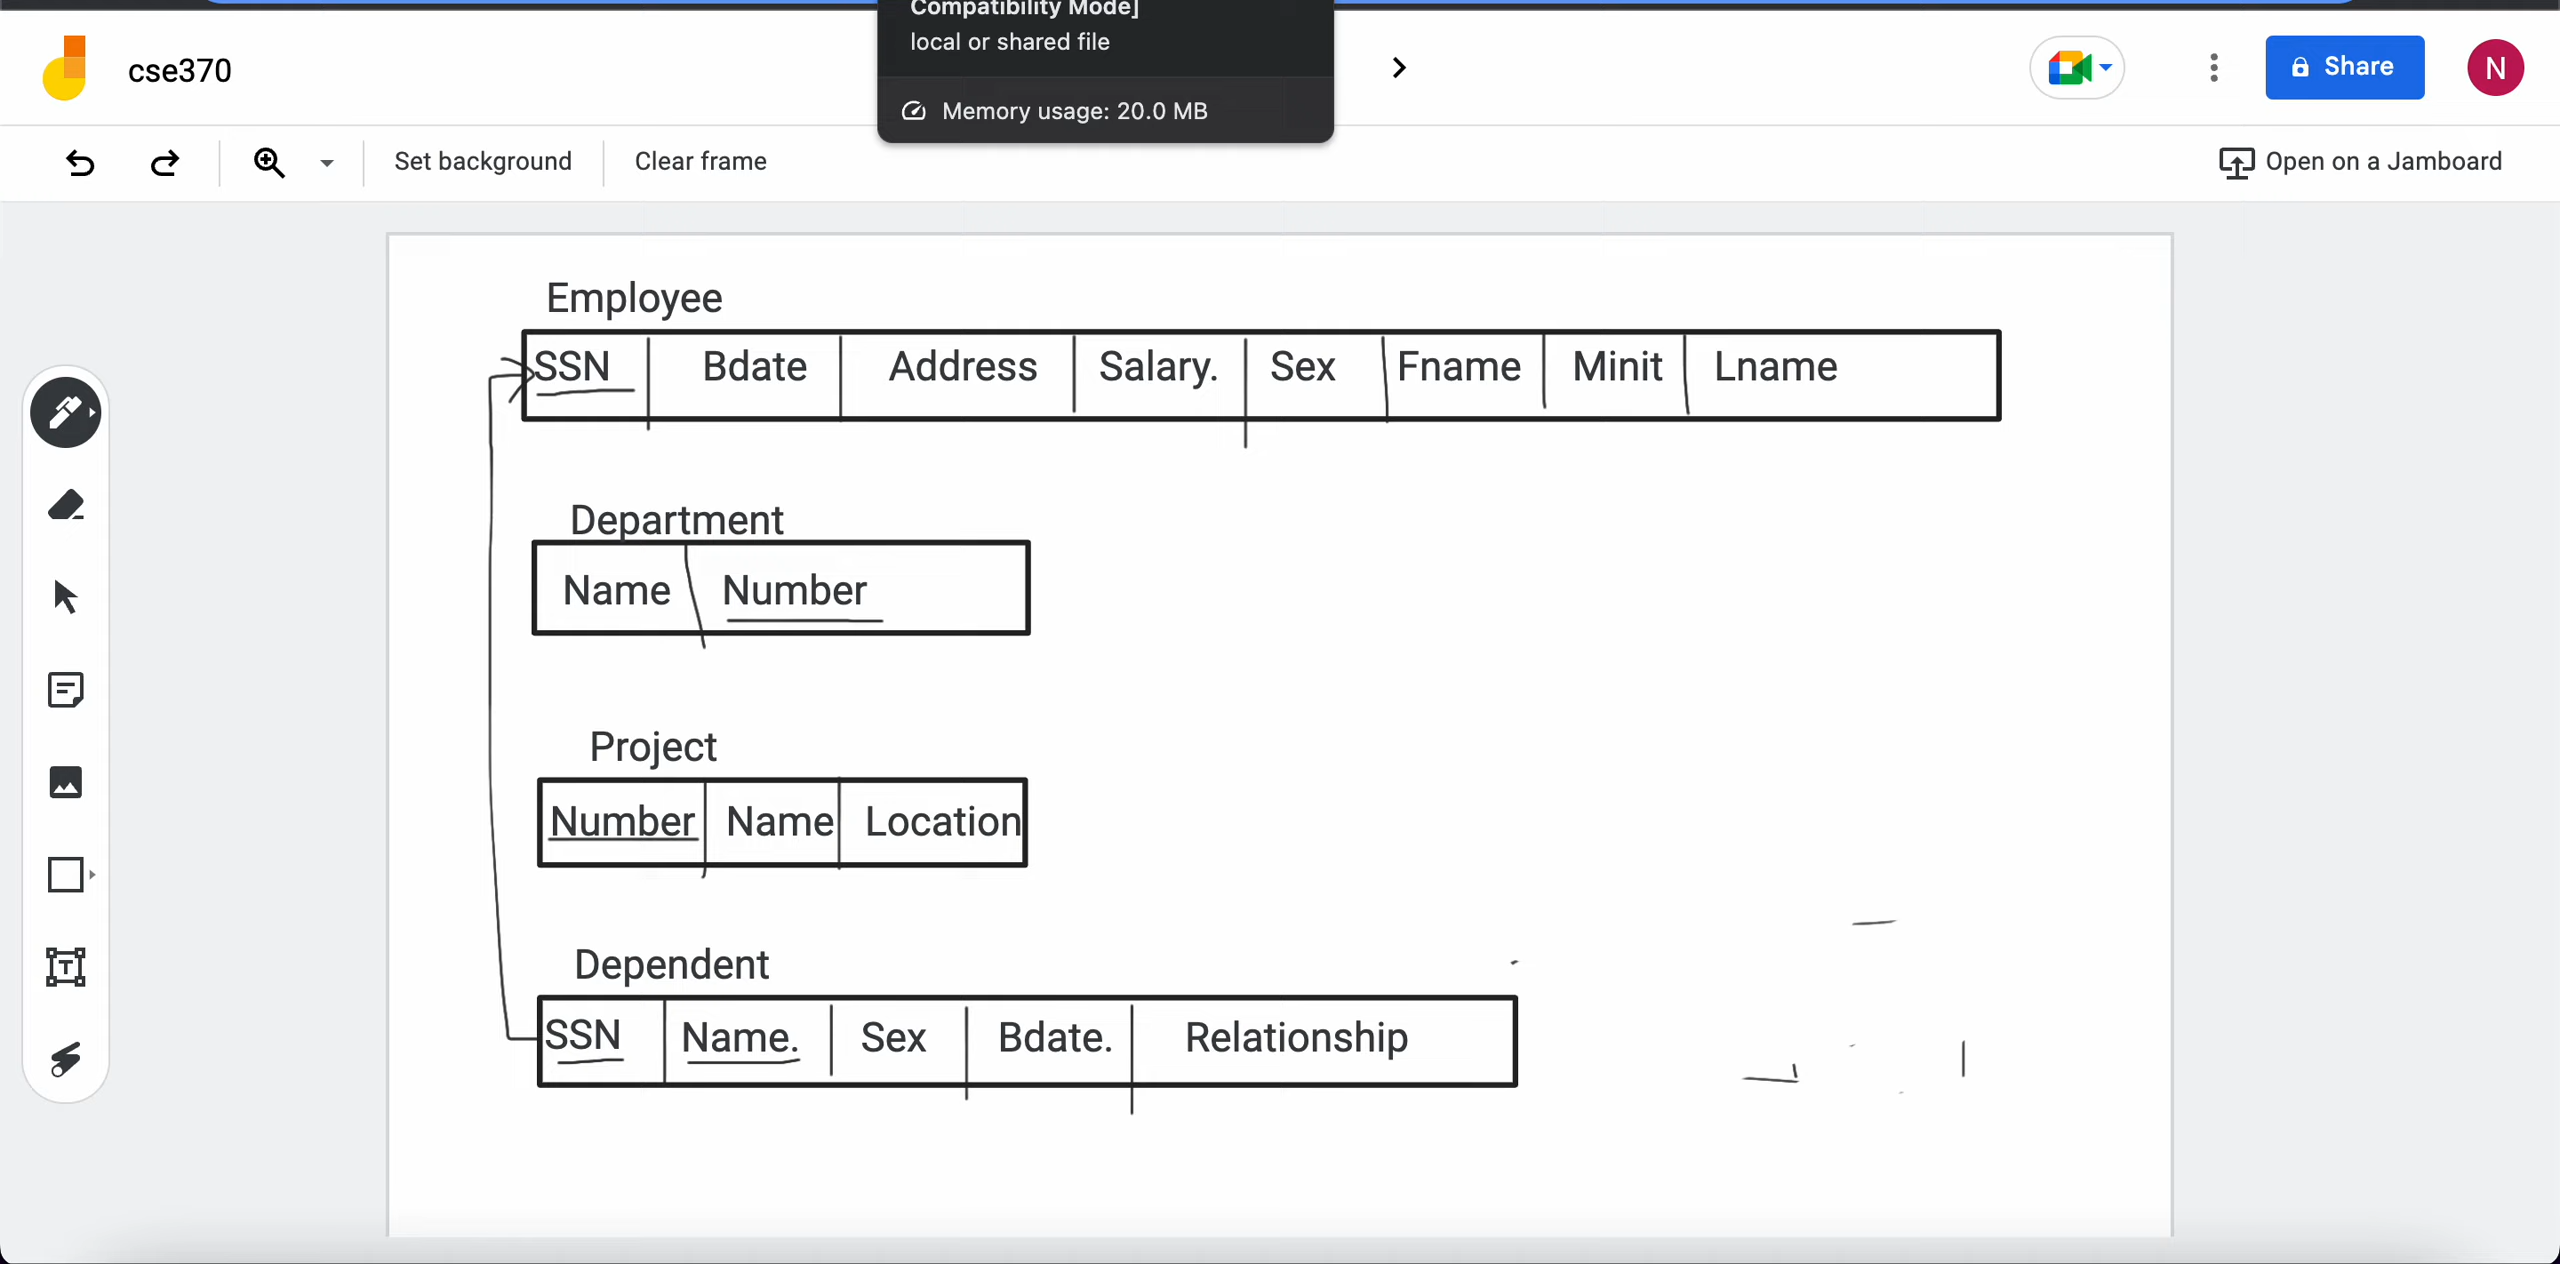 Compatibility Mode]
local or shared file
Memory usage: 20.0 MB
cse370
Share
N
Set background
Clear frame
Open on a Jamboard
Employee
SSN Bdate Address Salary. Sex Fname Minit Lname
Department
Name Number
Project
Number Name Location
Dependent
SSN Name. Sex Bdate. Relationship